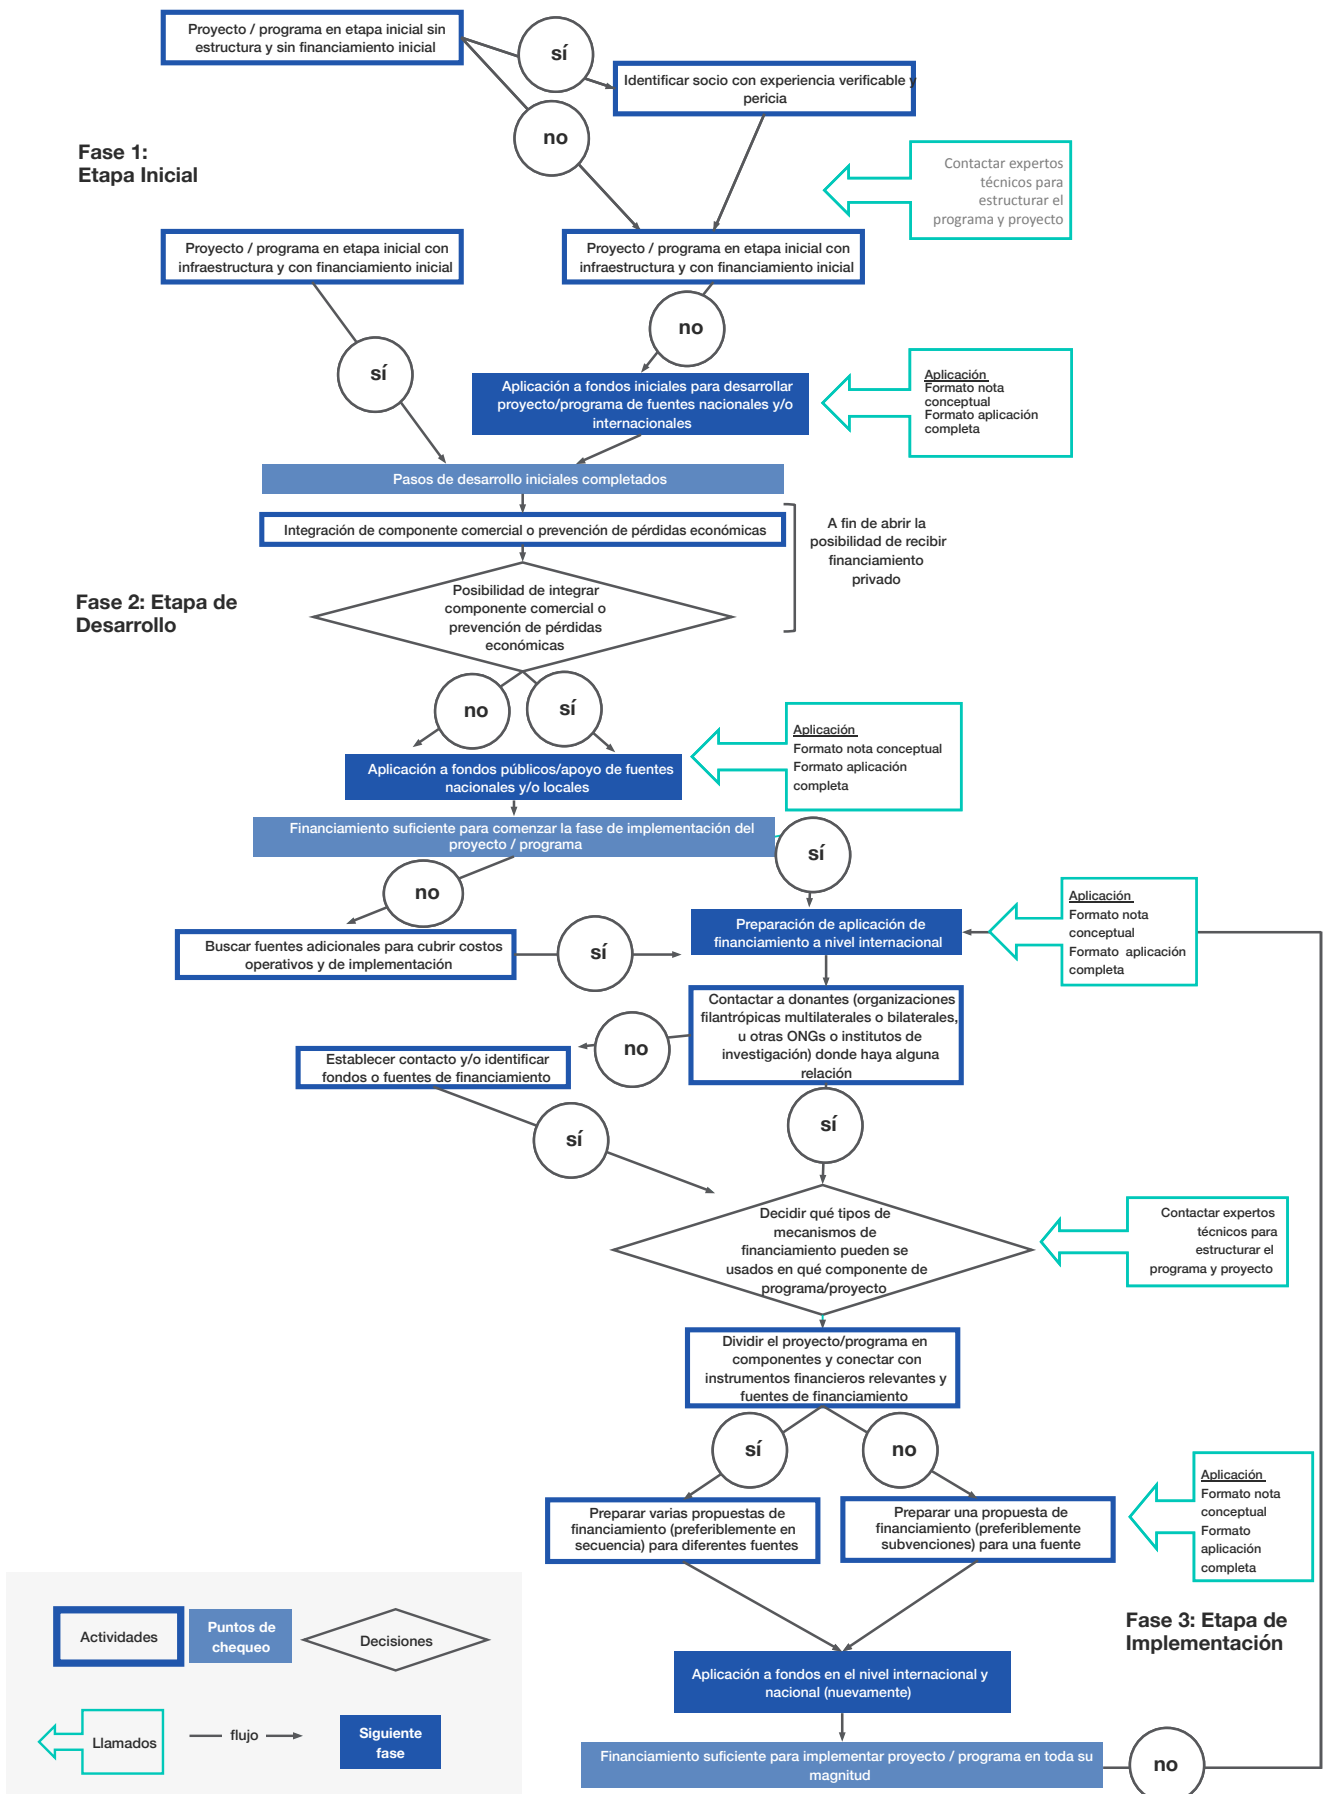 Proyecto / programa en etapa inicial sin
estructura y sin financiamiento inicial
sí
Identificar socio con experiencia verificable y
pericia
no
Fase 1:
Etapa Inicial
Contactar expertos
técnicos para
estructurar el
programa y proyecto
Proyecto / programa en etapa inicial con
infraestructura y con financiamiento inicial
Proyecto / programa en etapa inicial con
infraestructura y con financiamiento inicial
no
sí
Aplicación a fondos iniciales para desarrollar
proyecto/programa de fuentes nacionales y/o
internacionales
Aplicación
Formato nota
conceptual
Formato aplicación
completa
Pasos de desarrollo iniciales completados
Integración de componente comercial o prevención de pérdidas económicas
A fin de abrir la
posibilidad de recibir
financiamiento
privado
Fase 2: Etapa de
Desarrollo
Posibilidad de integrar
componente comercial o
prevención de pérdidas
económicas
no
sí
Aplicación
Formato nota conceptual
Formato aplicación
completa
Aplicación a fondos públicos/apoyo de fuentes
nacionales y/o locales
Financiamiento suficiente para comenzar la fase de implementación del
proyecto / programa
sí
no
Aplicación
Formato nota
conceptual
Formato aplicación
completa
Preparación de aplicación de
financiamiento a nivel internacional
Buscar fuentes adicionales para cubrir costos
operativos y de implementación
sí
Contactar a donantes (organizaciones
filantrópicas multilaterales o bilaterales,
u otras ONGs o institutos de
investigación) donde haya alguna
relación
no
Establecer contacto y/o identificar
fondos o fuentes de financiamiento
sí
sí
Decidir qué tipos de
mecanismos de
financiamiento pueden se
usados en qué componente de
programa/proyecto
Contactar expertos
técnicos para
estructurar el
programa y proyecto
Dividir el proyecto/programa en
componentes y conectar con
instrumentos financieros relevantes y
fuentes de financiamiento
sí
no
Preparar varias propuestas de
financiamiento (preferiblemente en
secuencia) para diferentes fuentes
Preparar una propuesta de
financiamiento (preferiblemente
subvenciones) para una fuente
Aplicación
Formato nota
conceptual
Formato
aplicación
completa
Fase 3: Etapa de
Implementación
Aplicación a fondos en el nivel internacional y
nacional (nuevamente)
Financiamiento suficiente para implementar proyecto / programa en toda su
magnitud
no
Actividades
Puntos de
chequeo
Decisiones
Llamados
flujo
Siguiente
fase